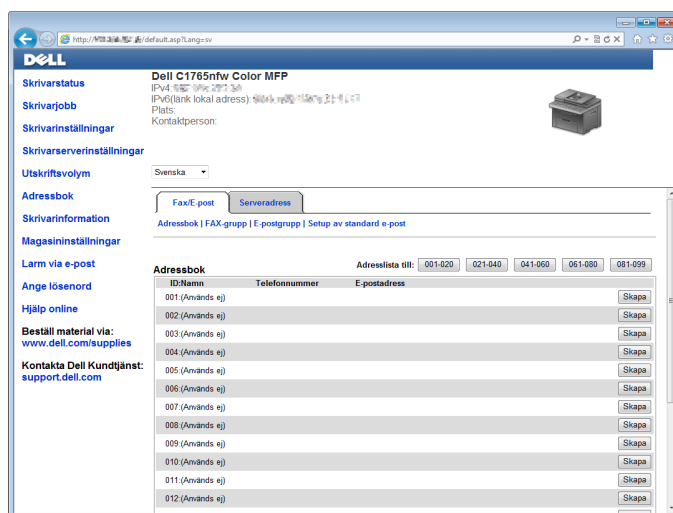 http:// /default.asp?Lang=sv
DELL
Dell C1765nfw Color MFP
IPv4:
IPv6(länk lokal adress):
Plats:
Kontaktperson:
Skrivarstatus
Skrivarjobb
Skrivarinställningar
Skrivarserverinställningar
Utskriftsvolym
Adressbok
Skrivarinformation
Magasininställningar
Larm via e-post
Ange lösenord
Hjälp online
Beställ material via:
www.dell.com/supplies
Kontakta Dell Kundtjänst:
support.dell.com
Svenska
Fax/E-post Serveradress
Adressbok | FAX-grupp | E-postgrupp | Setup av standard e-post
Adressbok Adresslista till: 001-020 021-040 041-060 061-080 081-099
ID:Namn Telefonnummer E-postadress
001:(Används ej) Skapa
002:(Används ej) Skapa
003:(Används ej) Skapa
004:(Används ej) Skapa
005:(Används ej) Skapa
006:(Används ej) Skapa
007:(Används ej) Skapa
008:(Används ej) Skapa
009:(Används ej) Skapa
010:(Används ej) Skapa
011:(Används ej) Skapa
012:(Används ej) Skapa